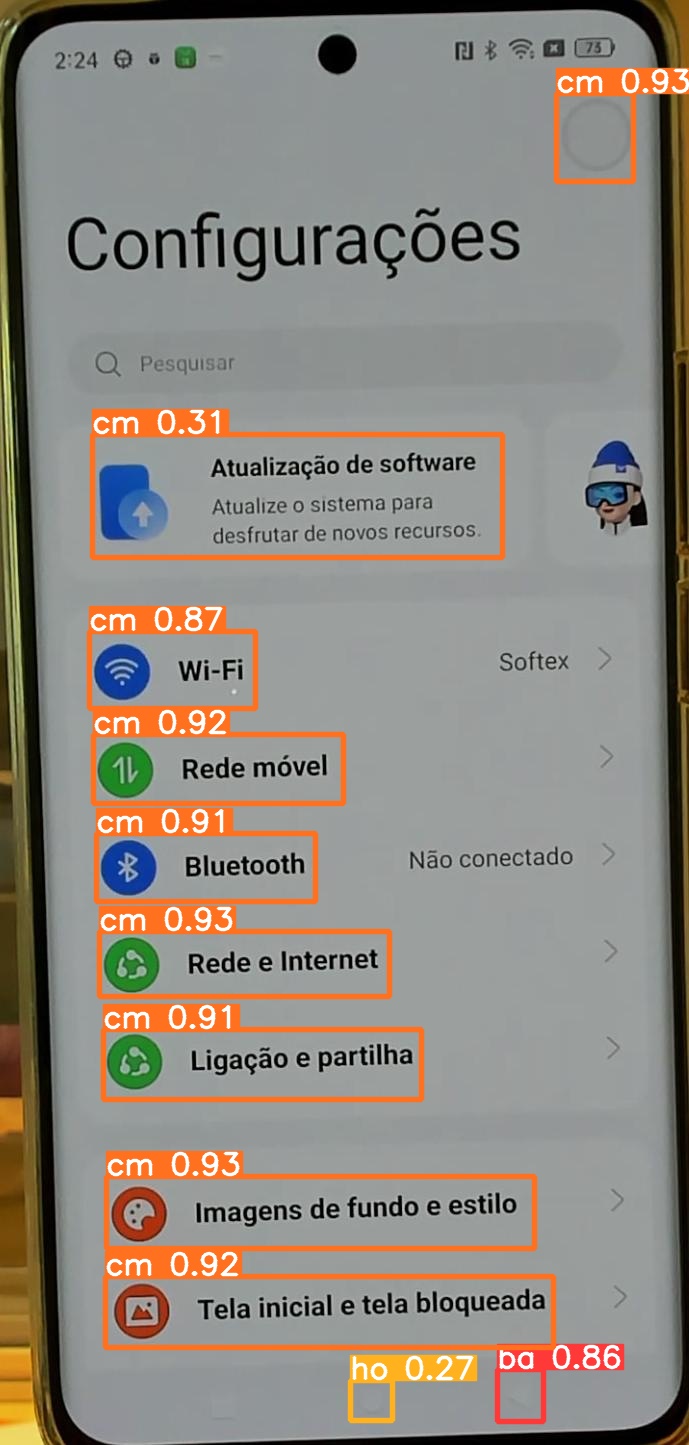 2:24
73
cm 0.93
Configurações
Pesquisar
cm 0.31
Atualização de software
Atualize o sistema para
desfrutar de novos recursos.
cm 0.87
Wi-Fi
Softex
cm 0.92
Rede móvel
cm 0.91
Bluetooth
Não conectado
cm 0.93
Rede e Internet
cm 0.91
Ligação e partilha
cm 0.93
Imagens de fundo e estilo
cm 0.92
Tela inicial e tela bloqueada
ho 0.27
ba 0.86